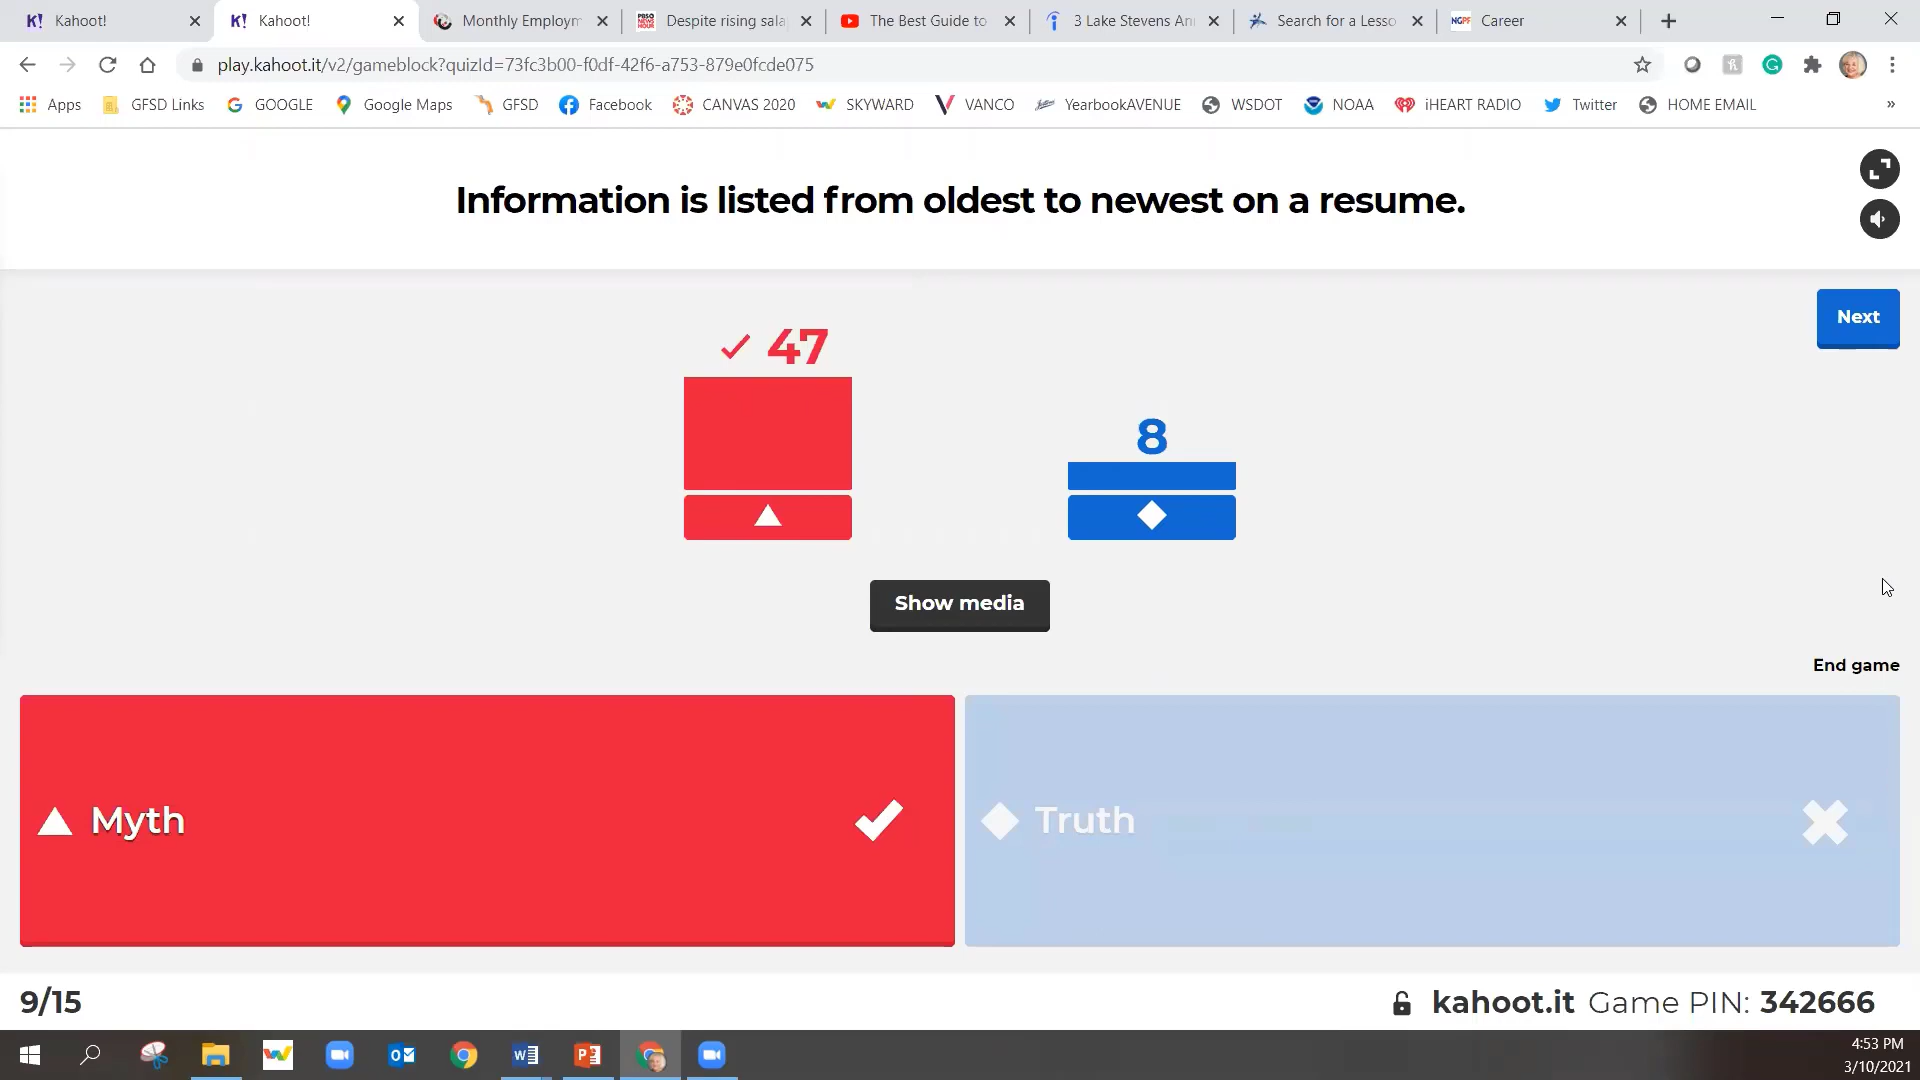 K! Kahoot!
K! Kahoot!
Monthly Employm
PBS NEWS HOUR Despite rising sala
The Best Guide to
3 Lake Stevens An
Search for a Lesso
NGPF Career
play.kahoot.it/v2/gameblock?quizId=73fc3b00-f0df-42f6-a753-879e0fcde075
Apps GFSD Links GOOGLE Google Maps GFSD Facebook CANVAS 2020 SKYWARD VANCO YearbookAVENUE WSDOT NOAA iHEART RADIO Twitter HOME EMAIL »
Information is listed from oldest to newest on a resume.
Next
47
8
Show media
End game
Myth
Truth
9/15
kahoot.it Game PIN: 342666
4:53 PM
3/10/2021